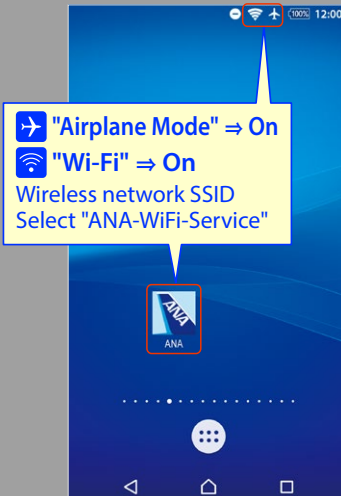 100% 12:00
"Airplane Mode" ⇒ On
"Wi-Fi" ⇒ On
Wireless network SSID
Select "ANA-WiFi-Service"
ANA
ANA